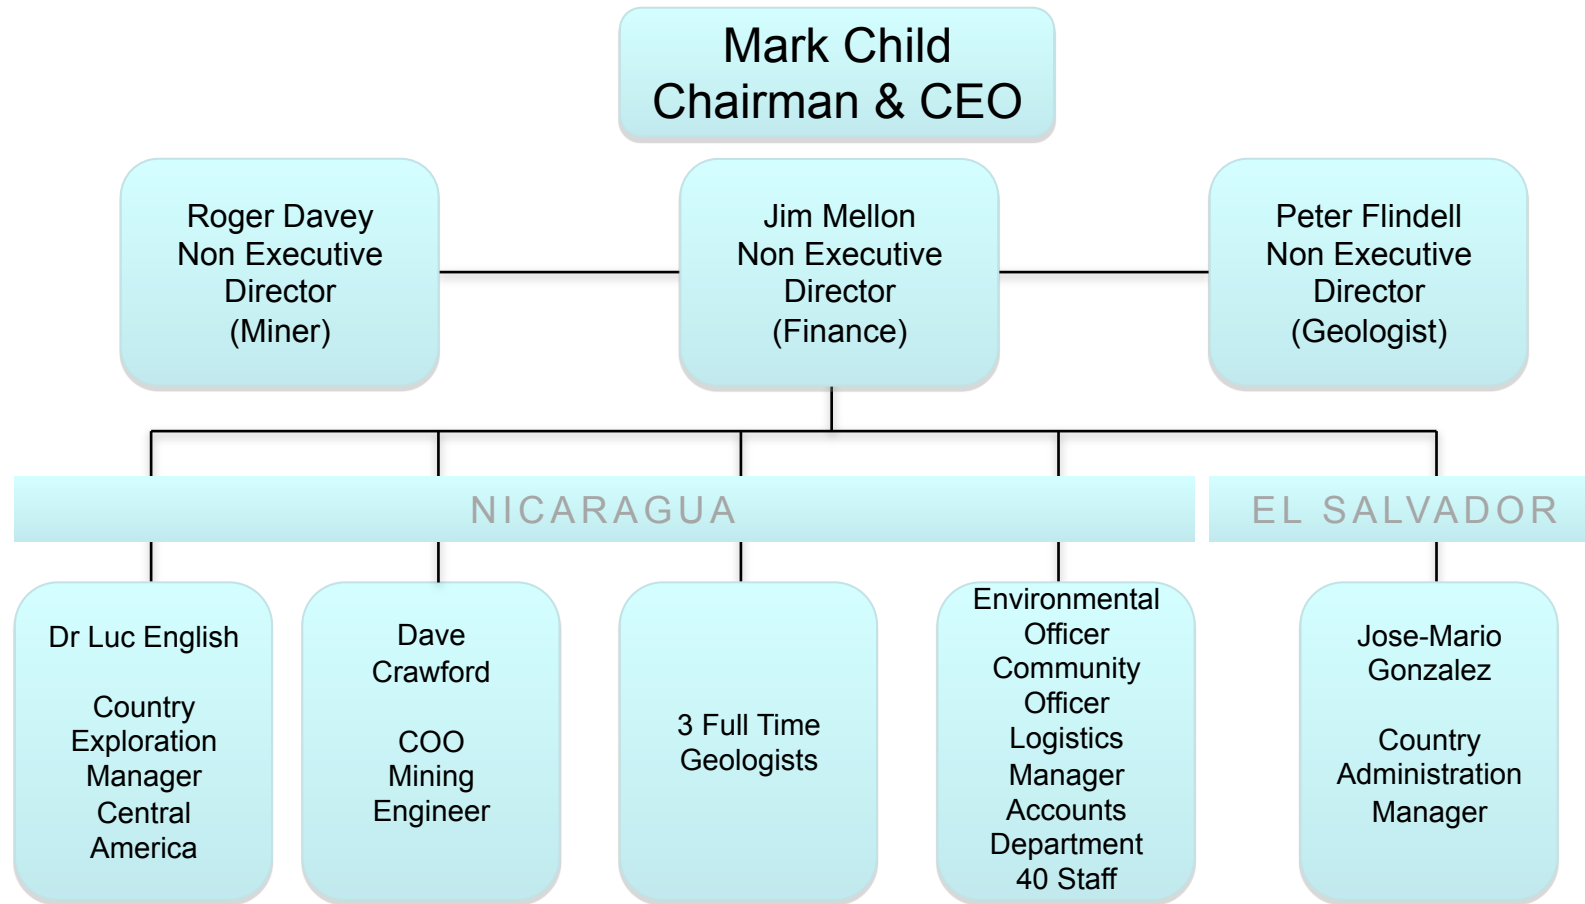 Mark Child
Chairman & CEO
Roger Davey
Non Executive
Director
(Miner)
Jim Mellon
Non Executive
Director
(Finance)
Peter Flindell
Non Executive
Director
(Geologist)
NICARAGUA
EL SALVADOR
Dr Luc English
Country
Exploration
Manager
Central
America
Dave
Crawford
COO
Mining
Engineer
3 Full Time
Geologists
Environmental
Officer
Community
Officer
Logistics
Manager
Accounts
Department
40 Staff
Jose-Mario
Gonzalez
Country
Administration
Manager